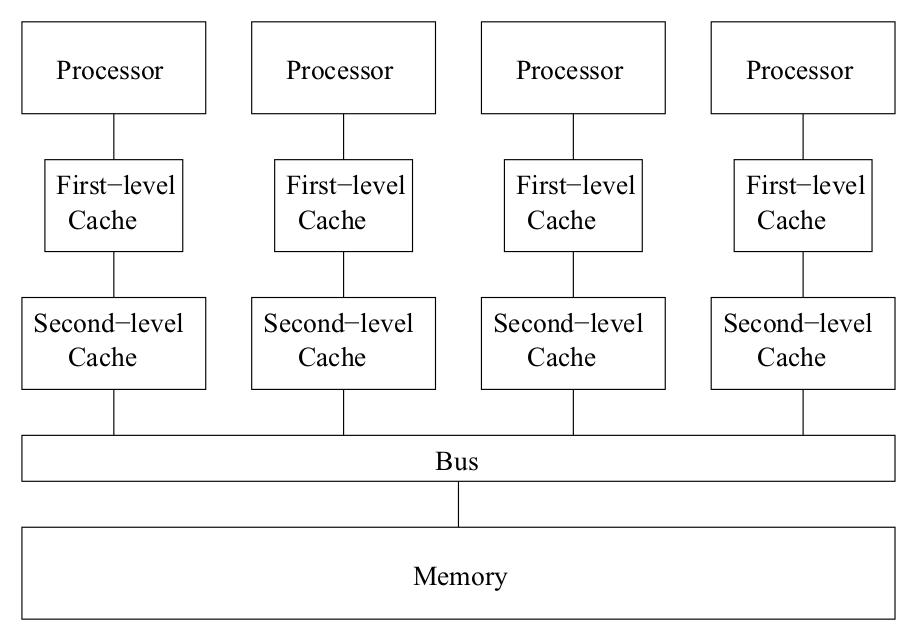 Processor
Processor
Processor
Processor
First−level
Cache
First−level
Cache
First−level
Cache
First−level
Cache
Second−level
Cache
Second−level
Cache
Second−level
Cache
Second−level
Cache
Bus
Memory